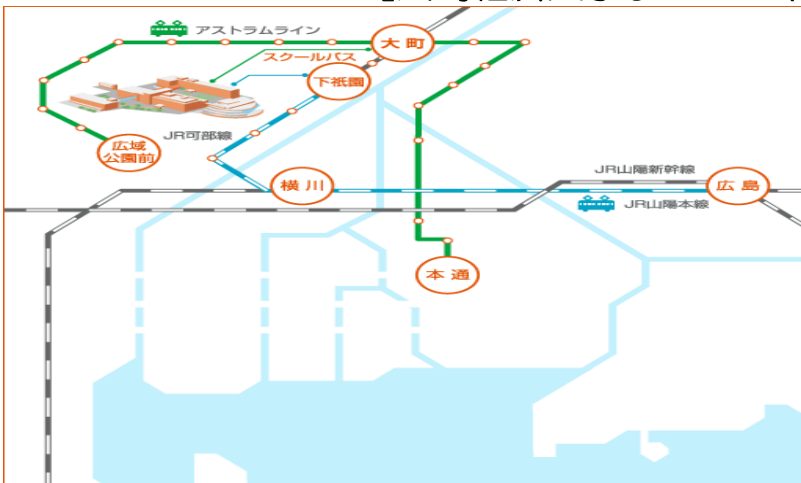 アストラムライン
大町
スクールバス
下祇園
JR可部線
広域
公園前
横川
JR山陽新幹線
広島
JR山陽本線
本通